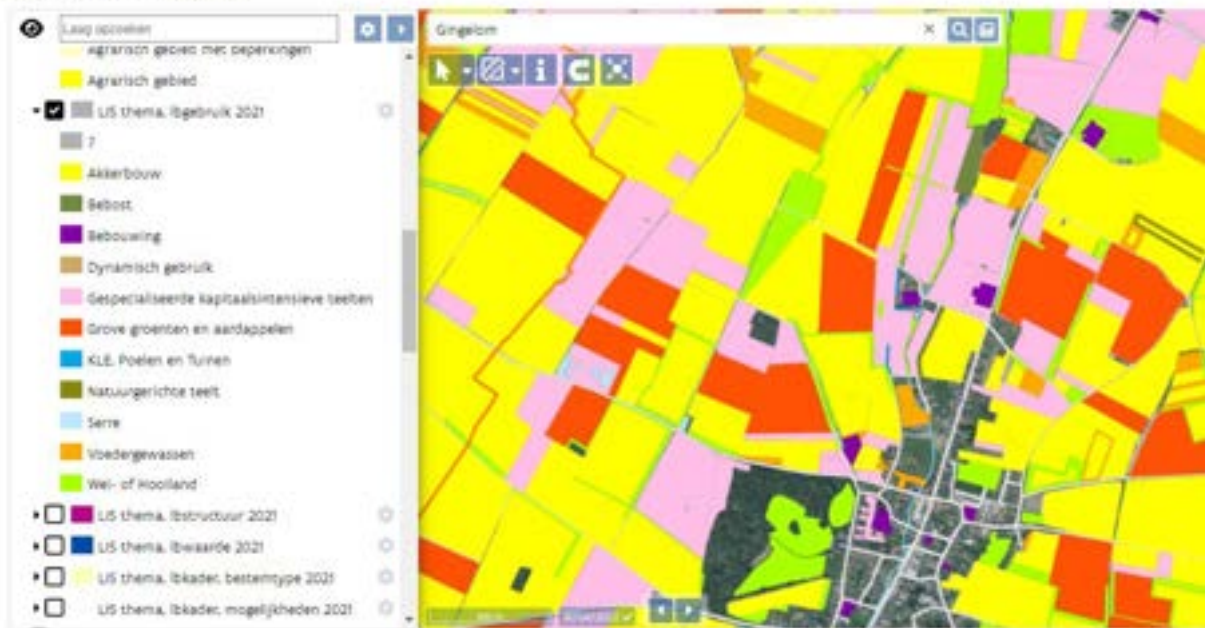 Laag opzoeken
Agrarisch gebied met beperkingen
Agrarisch gebied
LIS thema, lbgebruik 2021
?
Akkerbouw
Bebost
Bebouwing
Dynamisch gebruik
Gespecialiseerde kapitaalsintensieve teelten
Grove groenten en aardappelen
KLE, Poelen en Tuinen
Natuurgerichte teelt
Serre
Voedergewassen
Wei- of Hooiland
LIS thema, lbstructuur 2021
LIS thema, lbwaarde 2021
LIS thema, lbkader, bestemtype 2021
LIS thema, lbkader, mogelijkheden 2021
Gingelom